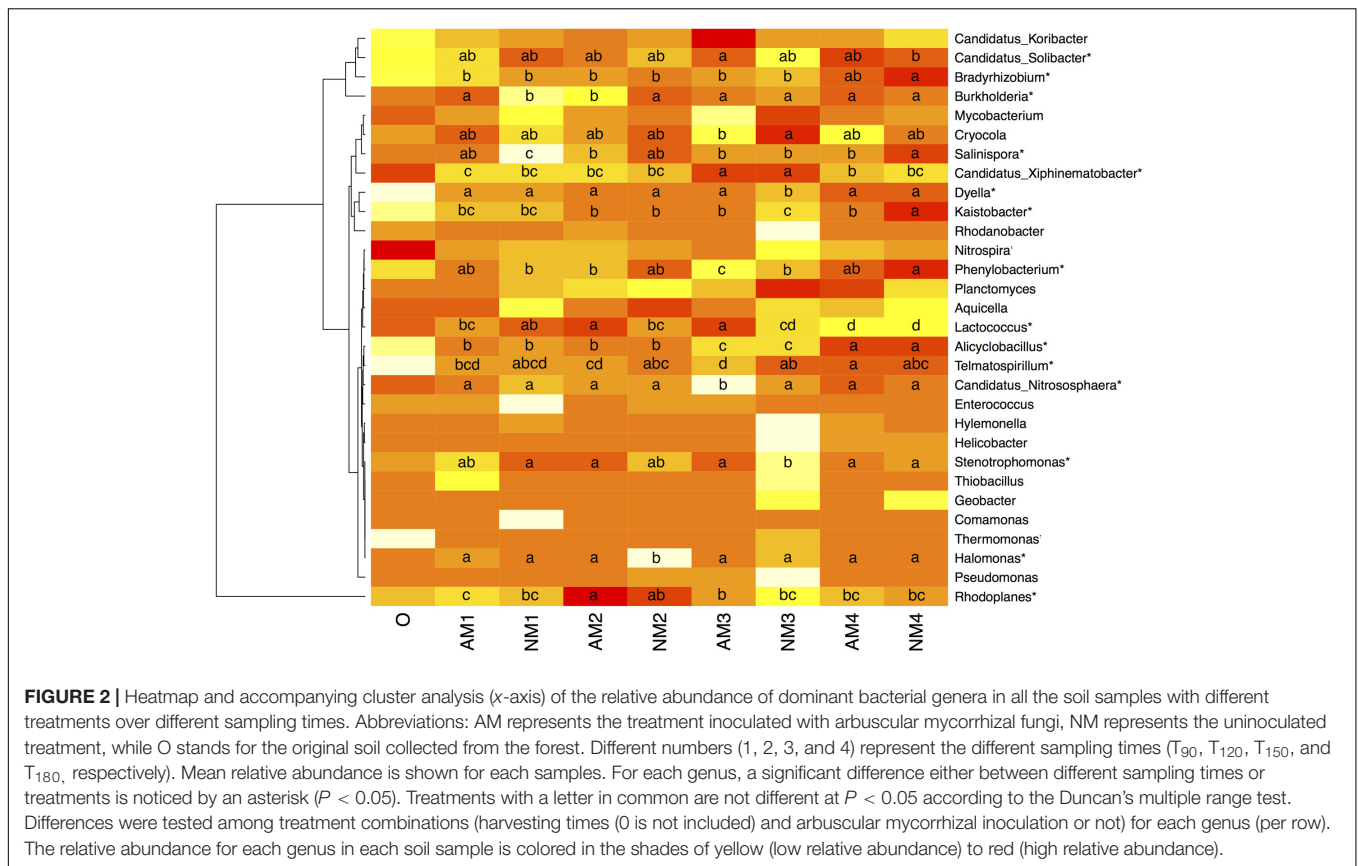 Candidatus_Koribacter
ab ab ab ab a ab ab b Candidatus_Solibacter*
b b b b b b ab a Bradyrhizobium*
a b b a a a a a Burkholderia*
Mycobacterium
ab ab ab ab b a ab ab Cryocola
ab c b ab b b b a Salinispora*
c bc bc bc a a b bc Candidatus_Xiphinematobacter*
a a a a a b a a Dyella*
bc bc b b b c b a Kaistobacter*
Rhodanobacter
Nitrospira'
ab b b ab c b ab a Phenylobacterium*
Planctomyces
Aquicella
bc ab a bc a cd d d Lactococcus*
b b b b c c a a Alicyclobacillus*
bcd abcd cd abc d ab a abc Telmatospirillum*
a a a a b a a a Candidatus_Nitrososphaera*
Enterococcus
Hylemonella
Helicobacter
ab a a ab a b a a Stenotrophomonas*
Thiobacillus
Geobacter
Comamonas
Thermomonas'
a a a b a a a a Halomonas*
Pseudomonas
c bc a ab b bc bc bc Rhodoplanes*
O AM1 NM1 AM2 NM2 AM3 NM3 AM4 NM4
FIGURE 2 | Heatmap and accompanying cluster analysis (x-axis) of the relative abundance of dominant bacterial genera in all the soil samples with different
treatments over different sampling times. Abbreviations: AM represents the treatment inoculated with arbuscular mycorrhizal fungi, NM represents the uninoculated
treatment, while O stands for the original soil collected from the forest. Different numbers (1, 2, 3, and 4) represent the different sampling times (T90, T120, T150, and
T180, respectively). Mean relative abundance is shown for each samples. For each genus, a significant difference either between different sampling times or
treatments is noticed by an asterisk (P < 0.05). Treatments with a letter in common are not different at P < 0.05 according to the Duncan's multiple range test.
Differences were tested among treatment combinations (harvesting times (0 is not included) and arbuscular mycorrhizal inoculation or not) for each genus (per row).
The relative abundance for each genus in each soil sample is colored in the shades of yellow (low relative abundance) to red (high relative abundance).